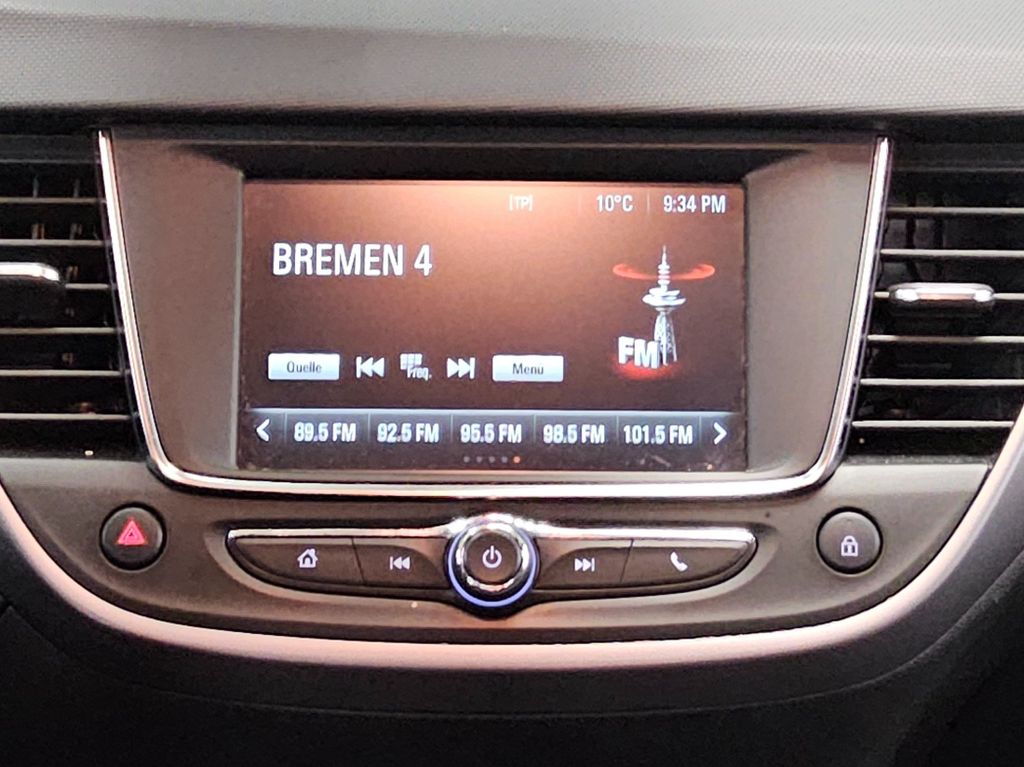 [TP] 10°C 9:34 PM
BREMEN 4
FM
Quelle Freq. Menü
89.5 FM 92.5 FM 95.5 FM 98.5 FM 101.5 FM